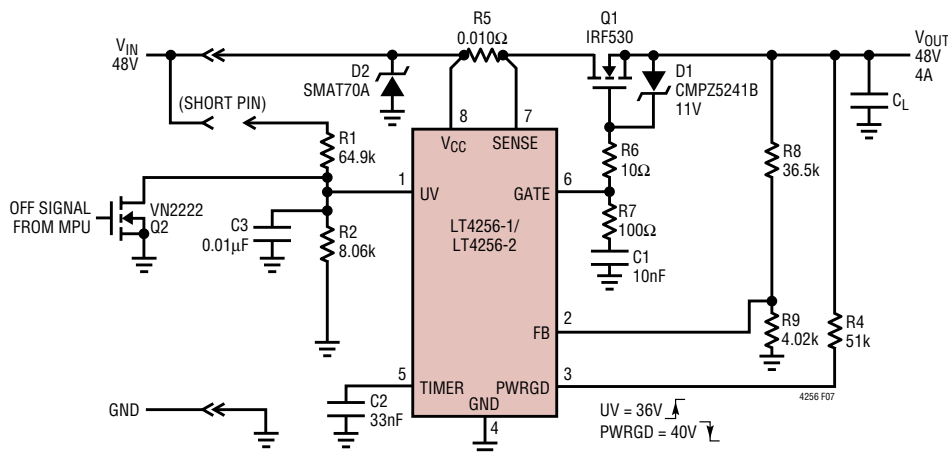 R5
0.010Ω
Q1
IRF530
V_IN
48V
V_OUT
48V
4A
D2
SMAT70A
D1
CMPZ5241B
11V
C_L
(SHORT PIN)
R1
64.9k
8
7
V_CC
SENSE
R6
10Ω
R8
36.5k
1
UV
GATE
6
OFF SIGNAL
FROM MPU
VN2222
Q2
LT4256-1/
LT4256-2
R7
100Ω
C3
0.01µF
R2
8.06k
C1
10nF
FB
2
R9
4.02k
R4
51k
5
TIMER
PWRGD
3
4256 F07
GND
C2
33nF
GND
4
UV = 36V
PWRGD = 40V